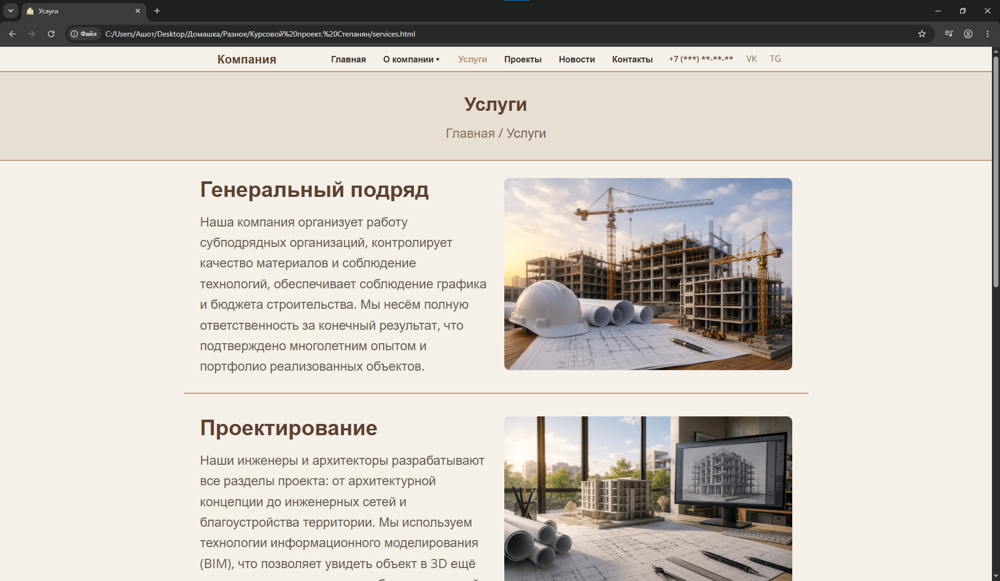 Услуги
Файл
C:/Users/Ашот/Desktop/Домашка/Разное/Курсовой%20проект,%20Степанян/services.html
Компания Главная О компании ▾ Услуги Проекты Новости Контакты +7 (***) **-**-** VK TG
Услуги
Главная / Услуги
Генеральный подряд
Наша компания организует работу
субподрядных организаций, контролирует
качество материалов и соблюдение
технологий, обеспечивает соблюдение графика
и бюджета строительства. Мы несём полную
ответственность за конечный результат, что
подтверждено многолетним опытом и
портфолио реализованных объектов.
Проектирование
Наши инженеры и архитекторы разрабатывают
все разделы проекта: от архитектурной
концепции до инженерных сетей и
благоустройства территории. Мы используем
технологии информационного моделирования
(BIM), что позволяет увидеть объект в 3D ещё